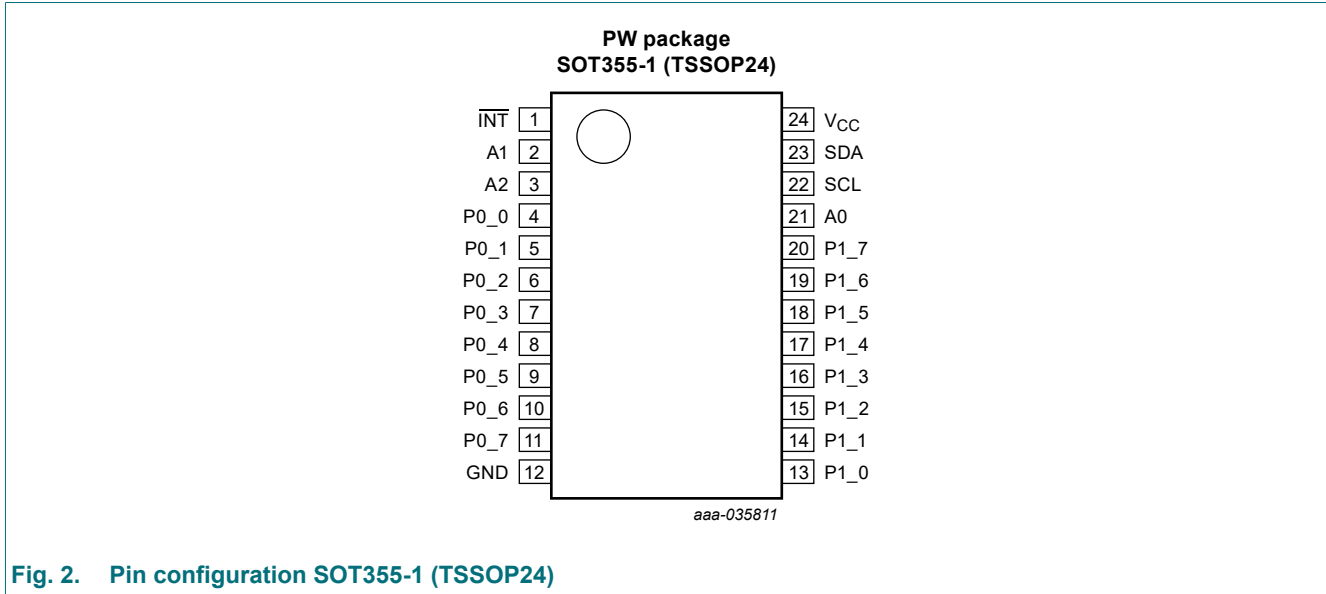 PW package
SOT355-1 (TSSOP24)
INT 1 24 VCC
A1 2 23 SDA
A2 3 22 SCL
P0_0 4 21 A0
P0_1 5 20 P1_7
P0_2 6 19 P1_6
P0_3 7 18 P1_5
P0_4 8 17 P1_4
P0_5 9 16 P1_3
P0_6 10 15 P1_2
P0_7 11 14 P1_1
GND 12 13 P1_0
aaa-035811
Fig. 2. Pin configuration SOT355-1 (TSSOP24)